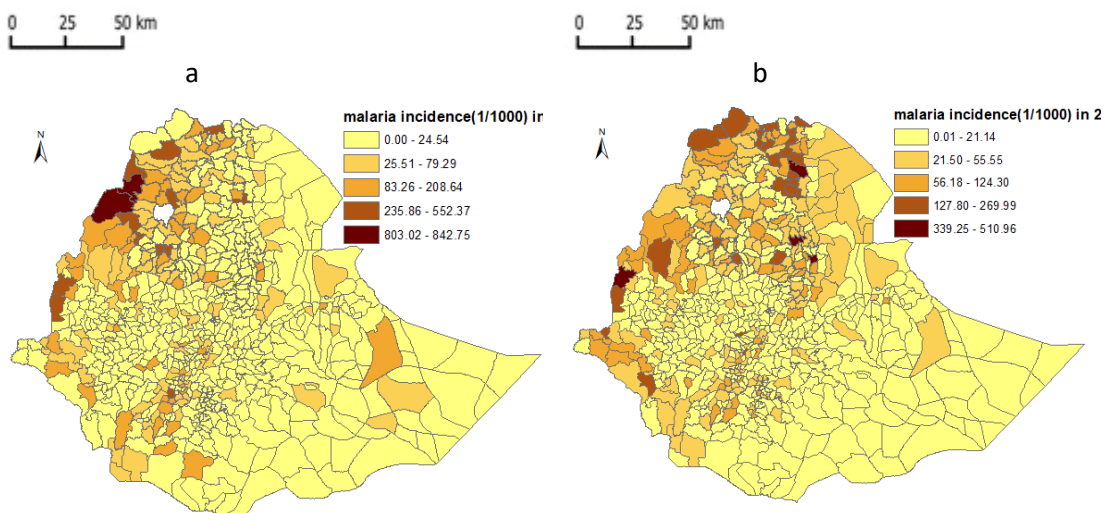 0 25 50 km
a
N
malaria incidence(1/1000) in
0.00 - 24.54
25.51 - 79.29
83.26 - 208.64
235.86 - 552.37
803.02 - 842.75
0 25 50 km
b
N
malaria incidence(1/1000) in 2
0.01 - 21.14
21.50 - 55.55
56.18 - 124.30
127.80 - 269.99
339.25 - 510.96